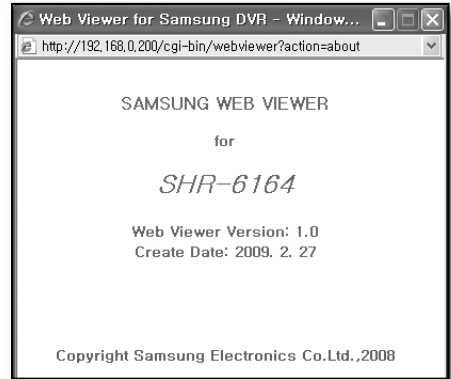 Web Viewer for Samsung DVR - Window...
http://192,168,0,200/cgi-bin/webviewer?action=about
SAMSUNG WEB VIEWER
for
SHR-6164
Web Viewer Version: 1.0
Create Date: 2009. 2. 27
Copyright Samsung Electronics Co.Ltd.,2008